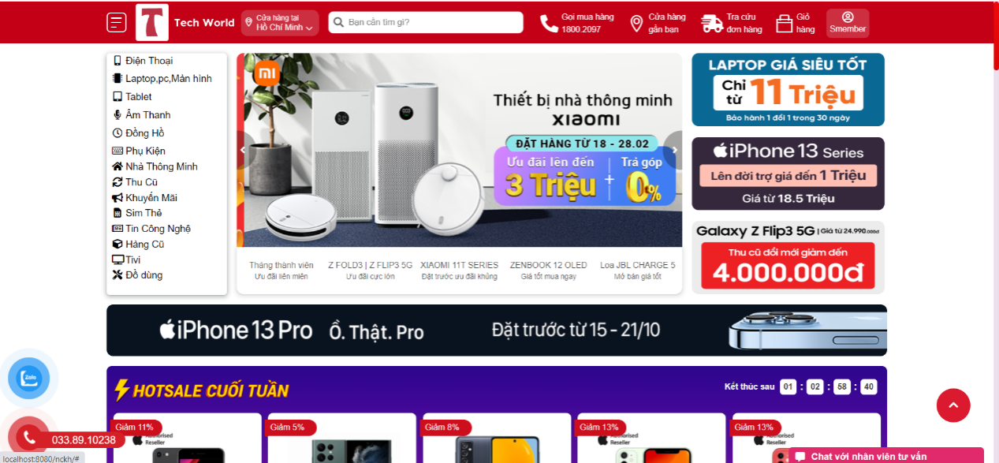 Tech World
Cửa hàng tại
Hồ Chí Minh
Bạn cần tìm gì?
Gọi mua hàng
1800.2097
Cửa hàng
gần bạn
Tra cứu
đơn hàng
Giỏ
hàng
Smember
Điện Thoại
Laptop,pc,Màn hình
Tablet
Âm Thanh
Đồng Hồ
Phụ Kiện
Nhà Thông Minh
Thu Cũ
Khuyến Mãi
Sim Thẻ
Tin Công Nghệ
Hàng Cũ
Tivi
Đồ dùng
mi
Thiết bị nhà thông minh
xiaomi
ĐẶT HÀNG TỪ 18 - 28.02
Ưu đãi lên đến
3 Triệu
+
Trả góp
0%
Tháng thành viên
Ưu đãi liên miên
Z FOLD3 | Z FLIP3 5G
Ưu đãi cực lớn
XIAOMI 11T SERIES
Đặt trước ưu đãi khủng
ZENBOOK 12 OLED
Giá tốt mua ngay
Loa JBL CHARGE 5
Mở bán giá tốt
LAPTOP GIÁ SIÊU TỐT
Chỉ từ 11 Triệu
Bảo hành 1 đổi 1 trong 30 ngày
iPhone 13 Series
Lên đời trợ giá đến 1 Triệu
Giá từ 18.5 Triệu
Galaxy Z Flip3 5G | Giá từ 24.990.000đ
Thu cũ đổi mới giảm đến
4.000.000đ
iPhone 13 Pro Ồ. Thật. Pro Đặt trước từ 15 - 21/10
HOTSALE CUỐI TUẦN
Kết thúc sau 01 : 02 : 58 : 40
Giảm 11%
Authorised
Reseller
Giảm 5%
Giảm 8%
Giảm 13%
Authorised
Reseller
Giảm 13%
Authorised
Reseller
Zalo
033.89.10238
localhost:8080/nckh/#
Chat với nhân viên tư vấn